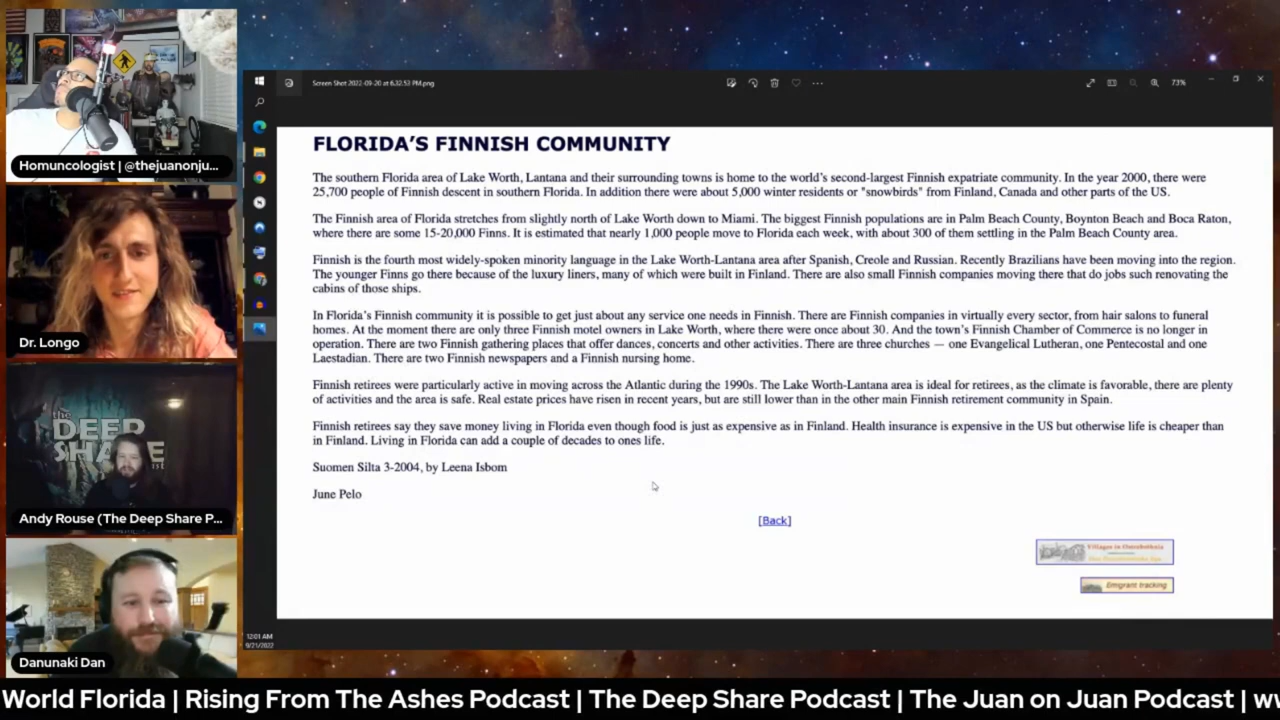 Homuncologist | @thejuanonju...
Dr. Longo
the
DEEP
SHARE
Andy Rouse (The Deep Share P...
Danunaki Dan
Screen Shot 2022-09-20 at 6.32.53 PM.png
73%
FLORIDA'S FINNISH COMMUNITY
The southern Florida area of Lake Worth, Lantana and their surrounding towns is home to the world's second-largest Finnish expatriate community. In the year 2000, there were
25,700 people of Finnish descent in southern Florida. In addition there were about 5,000 winter residents or "snowbirds" from Finland, Canada and other parts of the US.
The Finnish area of Florida stretches from slightly north of Lake Worth down to Miami. The biggest Finnish populations are in Palm Beach County, Boynton Beach and Boca Raton,
where there are some 15-20,000 Finns. It is estimated that nearly 1,000 people move to Florida each week, with about 300 of them settling in the Palm Beach County area.
Finnish is the fourth most widely-spoken minority language in the Lake Worth-Lantana area after Spanish, Creole and Russian. Recently Brazilians have been moving into the region.
The younger Finns go there because of the luxury liners, many of which were built in Finland. There are also small Finnish companies moving there that do jobs such renovating the
cabins of those ships.
In Florida's Finnish community it is possible to get just about any service one needs in Finnish. There are Finnish companies in virtually every sector, from hair salons to funeral
homes. At the moment there are only three Finnish motel owners in Lake Worth, where there were once about 30. And the town's Finnish Chamber of Commerce is no longer in
operation. There are two Finnish gathering places that offer dances, concerts and other activities. There are three churches — one Evangelical Lutheran, one Pentecostal and one
Laestadian. There are two Finnish newspapers and a Finnish nursing home.
Finnish retirees were particularly active in moving across the Atlantic during the 1990s. The Lake Worth-Lantana area is ideal for retirees, as the climate is favorable, there are plenty
of activities and the area is safe. Real estate prices have risen in recent years, but are still lower than in the other main Finnish retirement community in Spain.
Finnish retirees say they save money living in Florida even though food is just as expensive as in Finland. Health insurance is expensive in the US but otherwise life is cheaper than
in Finland. Living in Florida can add a couple of decades to ones life.
Suomen Silta 3-2004, by Leena Isbom
June Pelo
[Back]
Villages in Ostrobothnia
Emigrant tracking
12:01 AM
9/21/2022
World Florida | Rising From The Ashes Podcast | The Deep Share Podcast | The Juan on Juan Podcast | w